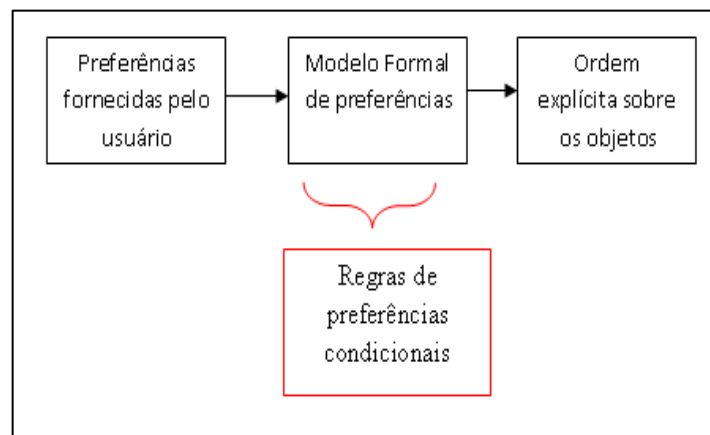 Preferências
fornecidas pelo
usuário
Modelo Formal
de preferências
Ordem
explícita sobre
os objetos
Regras de
preferências
condicionais